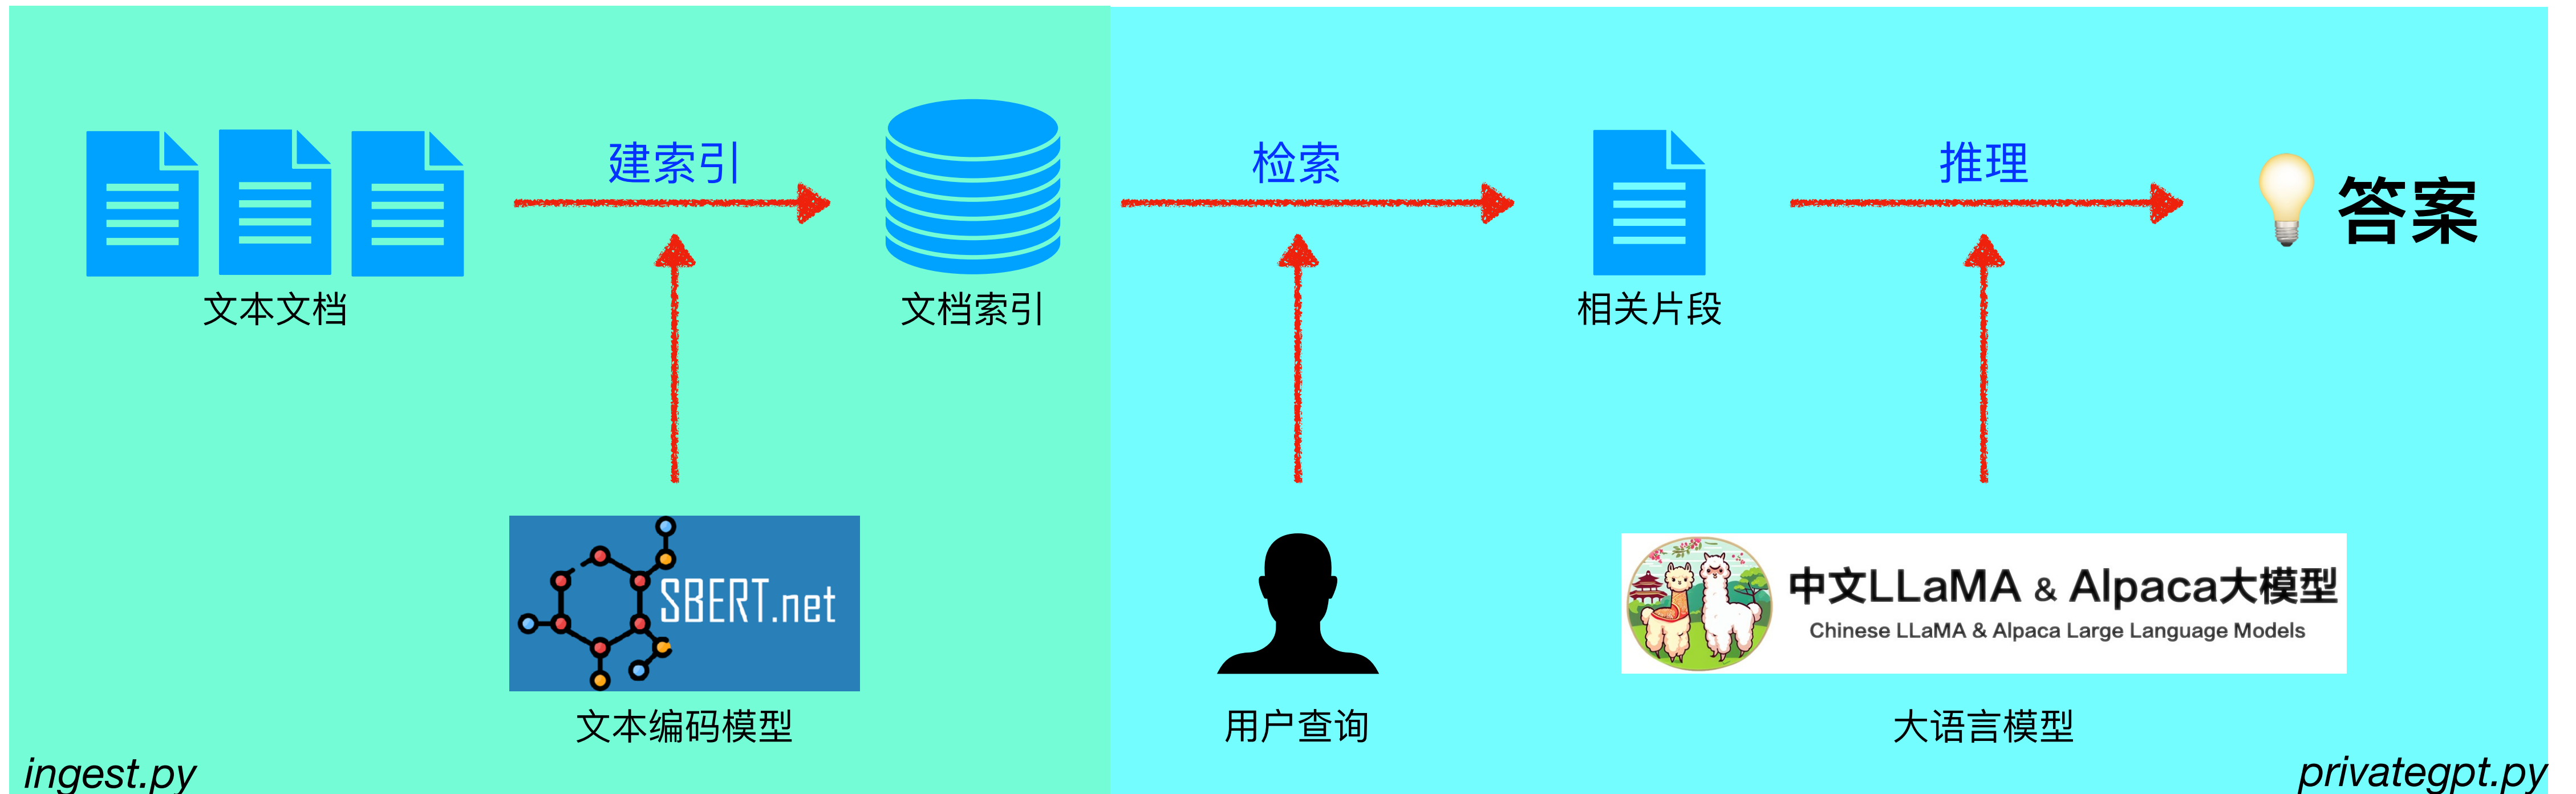 建索引
检索
推理
答案
文本文档
文档索引
相关片段
SBERT.net
中文LLaMA & Alpaca大模型
Chinese LLaMA & Alpaca Large Language Models
文本编码模型
用户查询
大语言模型
ingest.py
privategpt.py